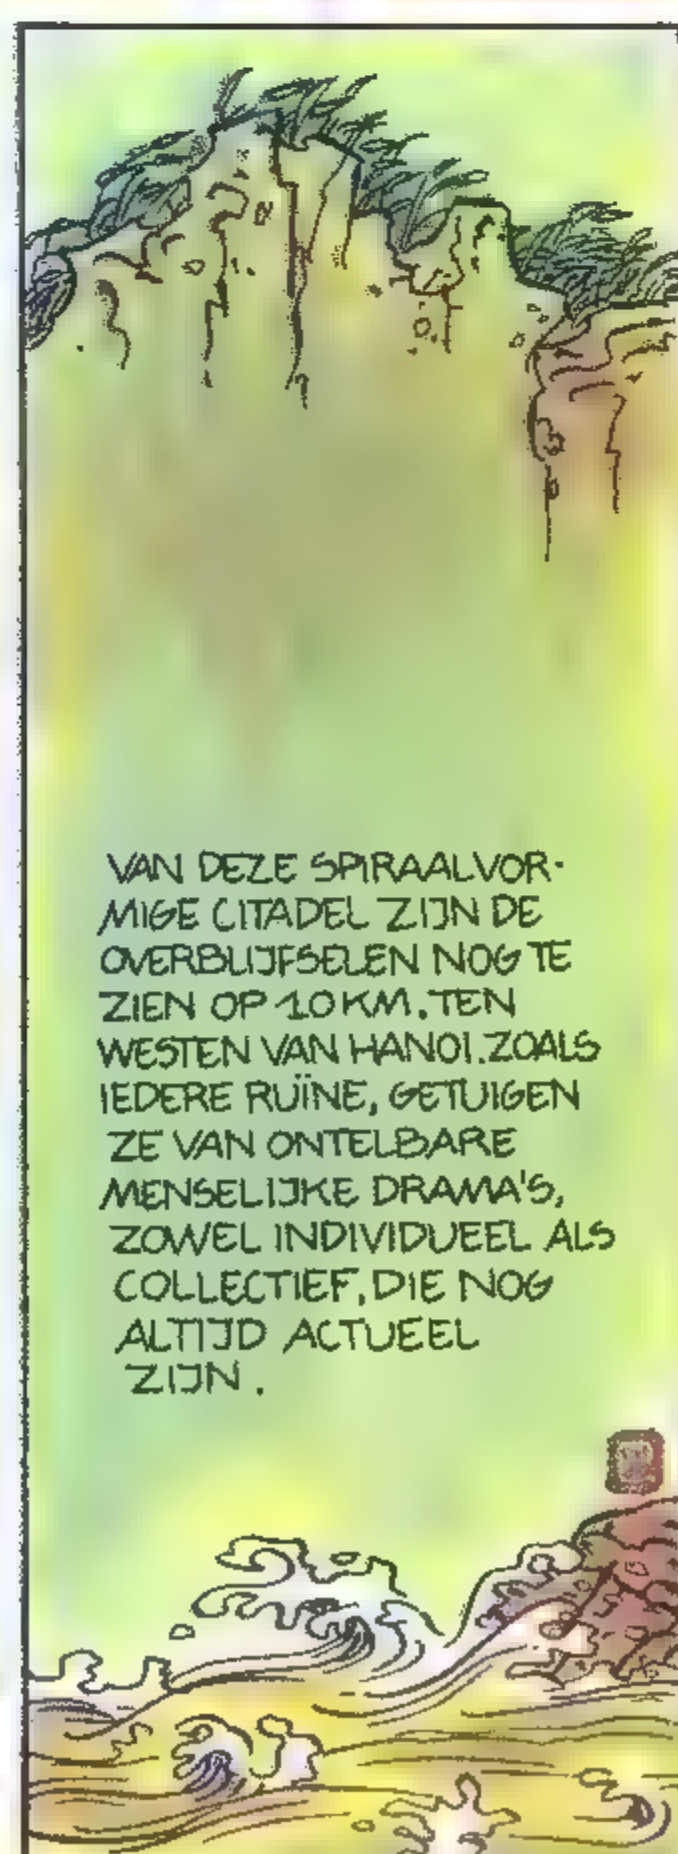 VAN DEZE SPIRAALVOR-
MIGE CITADEL ZIJN DE
OVERBLIJFSELEN NOG TE
ZIEN OP 10 KM. TEN
WESTEN VAN HANOI. ZOALS
IEDERE RUÏNE, GETUIGEN
ZE VAN ONTELBARE
MENSELIJKE DRAMA'S,
ZOWEL INDIVIDUEEL ALS
COLLECTIEF, DIE NOG
ALTIJD ACTUEEL
ZIJN.